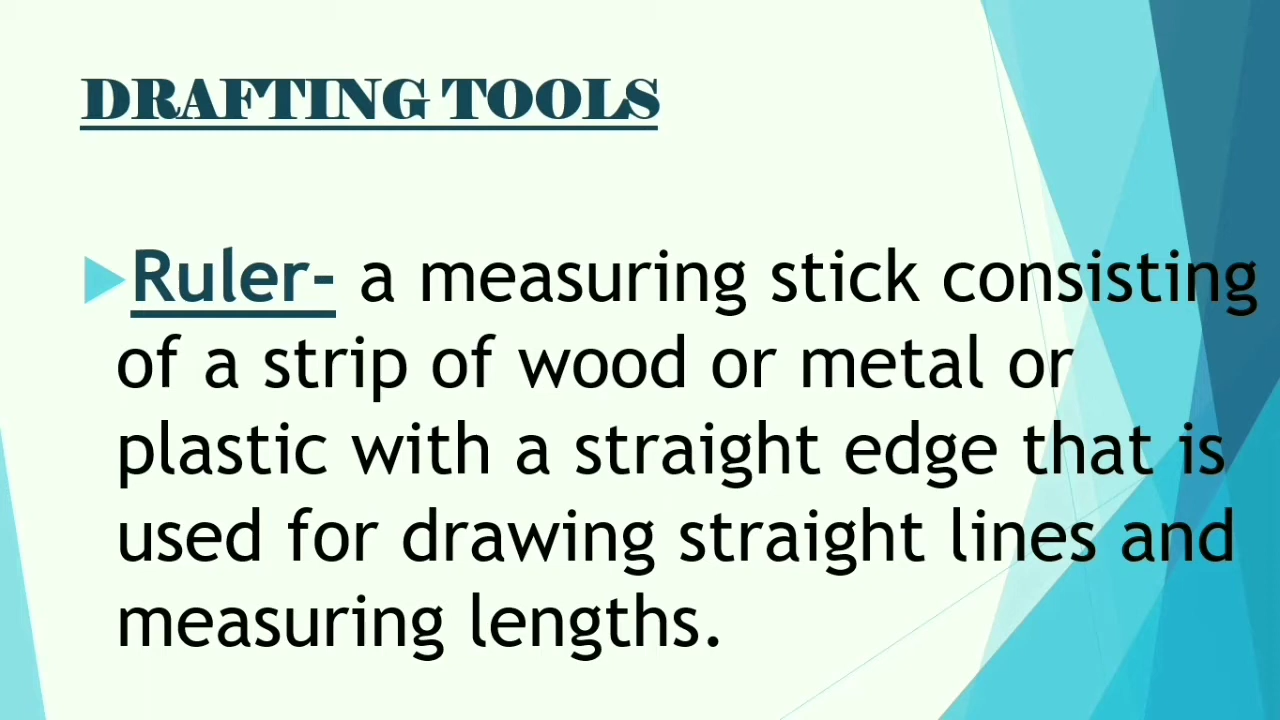 DRAFTING TOOLS
Ruler- a measuring stick consisting
of a strip of wood or metal or
plastic with a straight edge that is
used for drawing straight lines and
measuring lengths.